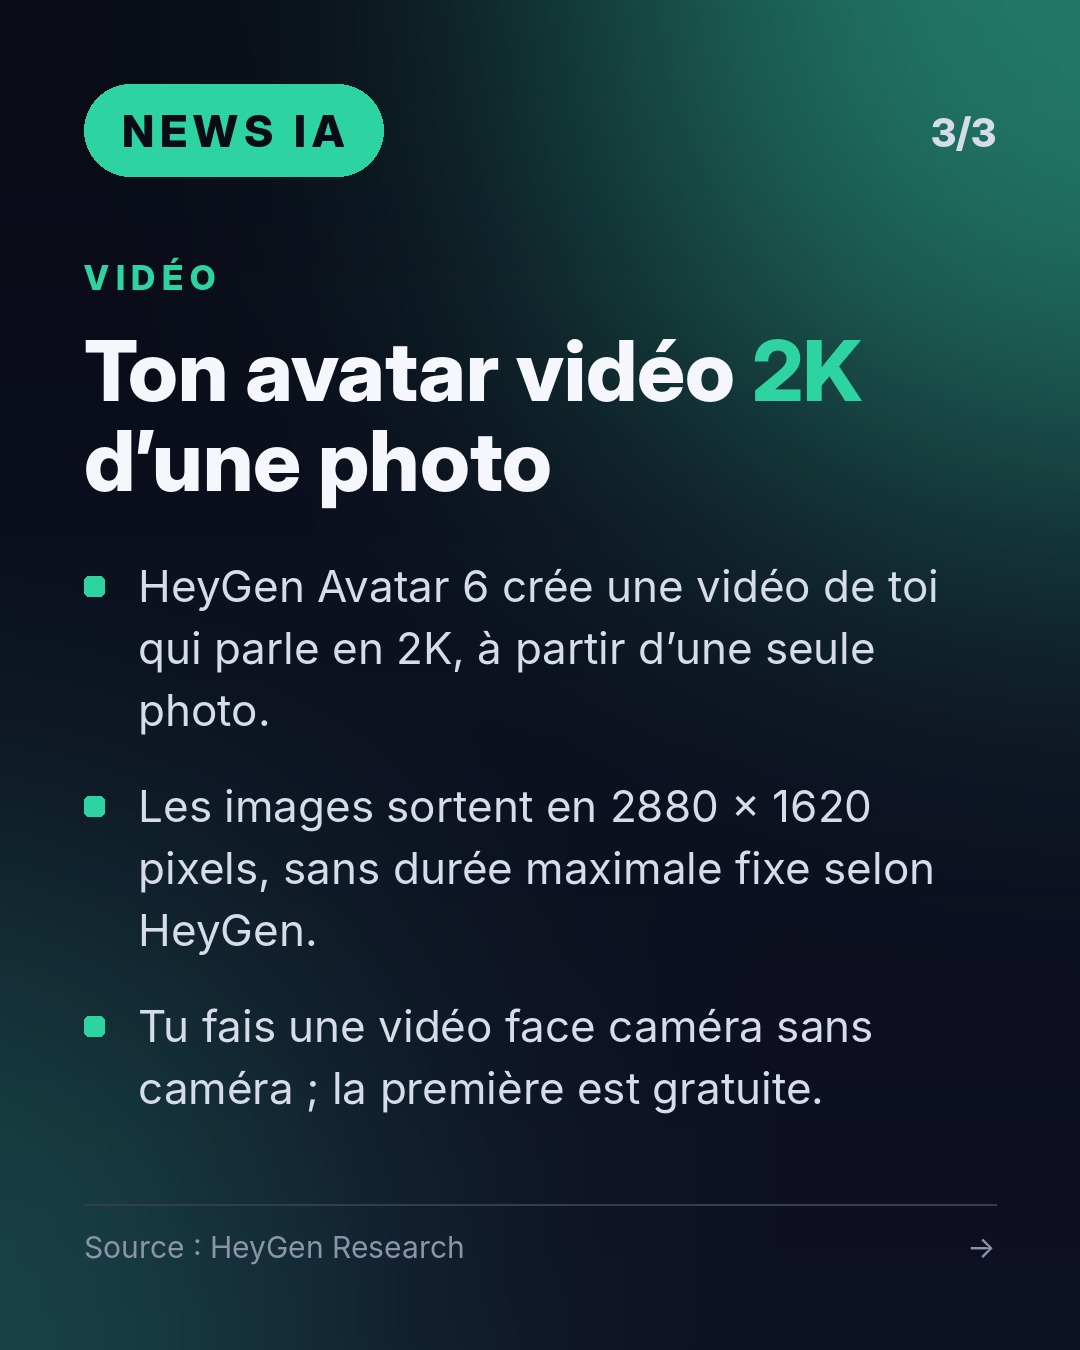 NEWS IA
3/3
VIDÉO
Ton avatar vidéo 2K
d’une photo
HeyGen Avatar 6 crée une vidéo de toi
qui parle en 2K, à partir d’une seule
photo.
Les images sortent en 2880 × 1620
pixels, sans durée maximale fixe selon
HeyGen.
Tu fais une vidéo face caméra sans
caméra ; la première est gratuite.
Source : HeyGen Research
→